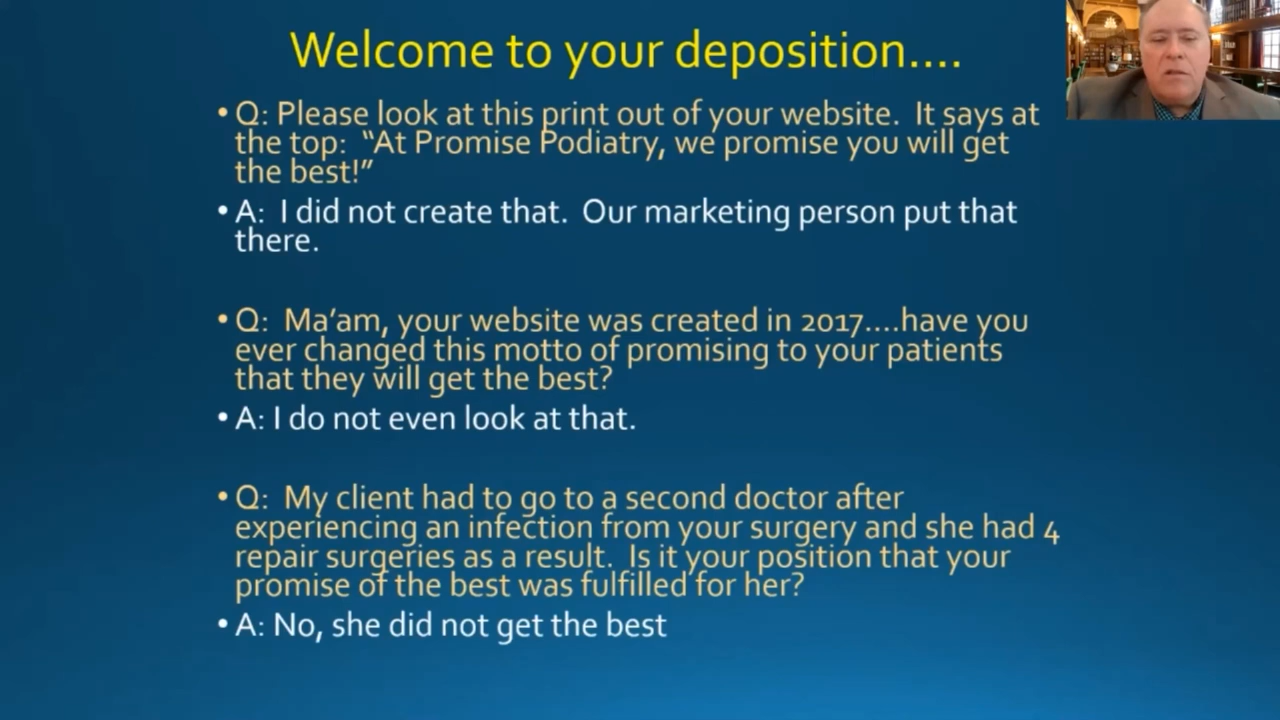 Welcome to your deposition....
• Q: Please look at this print out of your website.  It says at
the top:  “At Promise Podiatry, we promise you will get
the best!”
• A:  I did not create that.  Our marketing person put that
there.
• Q:  Ma’am, your website was created in 2017....have you
ever changed this motto of promising to your patients
that they will get the best?
• A: I do not even look at that.
• Q:  My client had to go to a second doctor after
experiencing an infection from your surgery and she had 4
repair surgeries as a result.  Is it your position that your
promise of the best was fulfilled for her?
• A: No, she did not get the best